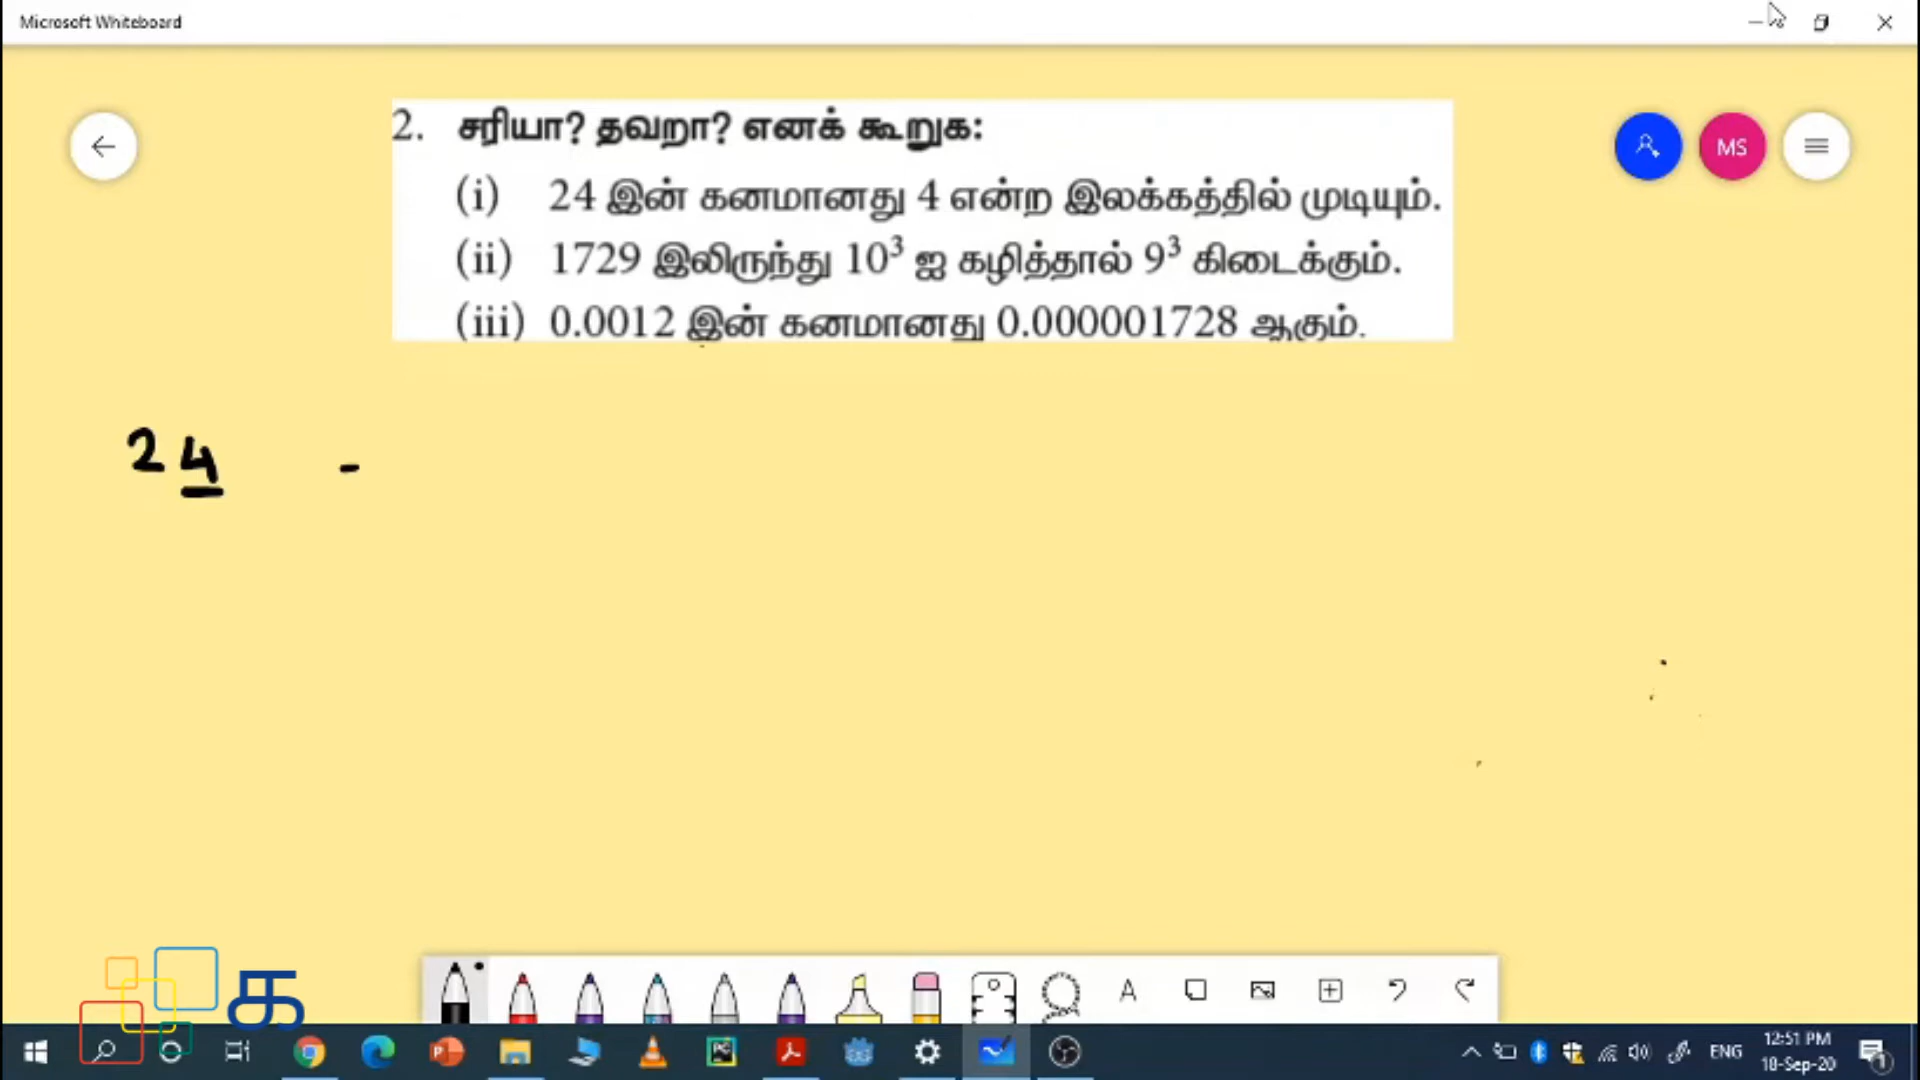 Microsoft Whiteboard
2. சரியா? தவறா? எனக் கூறுக:
(i) 24 இன் கனமானது 4 என்ற இலக்கத்தில் முடியும்.
(ii) 1729 இலிருந்து 10³ ஐ கழித்தால் 9³ கிடைக்கும்.
(iii) 0.0012 இன் கனமானது 0.000001728 ஆகும்.
MS
24 -
க
A
ENG
12:51 PM
18-Sep-20
1